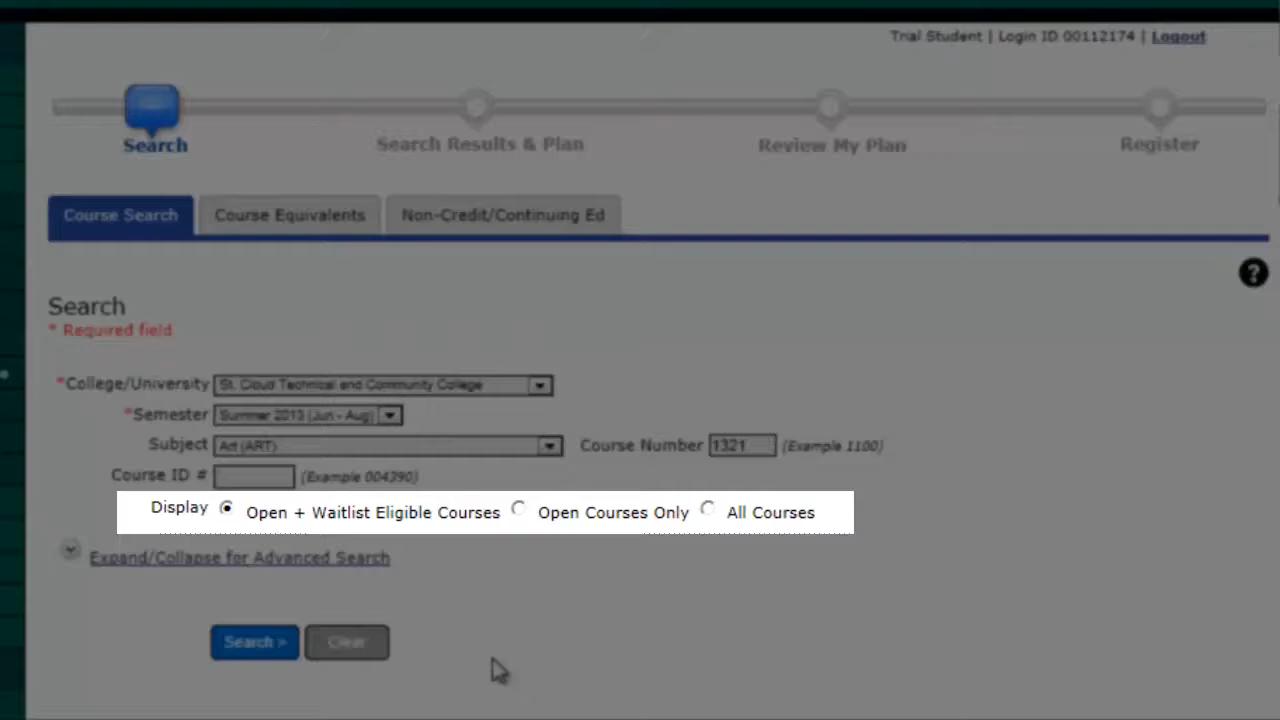 Trial Student | Login ID 00112174 | Logout
Search
Search Results & Plan
Review My Plan
Register
Course Search
Course Equivalents
Non-Credit/Continuing Ed
?
Search
* Required field
*College/University St. Cloud Technical and Community College
*Semester Summer 2013 (Jun - Aug)
Subject Art (ART) Course Number 1321 (Example 1100)
Course ID # (Example 004390)
Display Open + Waitlist Eligible Courses Open Courses Only All Courses
Expand/Collapse for Advanced Search
Search > Clear